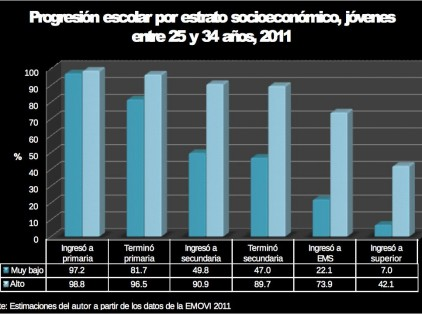 Progresión escolar por estrato socioeconómico, jóvenes
entre 25 y 34 años, 2011
100
90
80
70
60
50
40
30
20
10
0
%
Ingresó a primaria Terminó primaria Ingresó a secundaria Terminó secundaria Ingresó a EMS Ingresó a superior
Muy bajo 97.2 81.7 49.8 47.0 22.1 7.0
Alto 98.8 96.5 90.9 89.7 73.9 42.1
te: Estimaciones del autor a partir de los datos de la EMOVI 2011